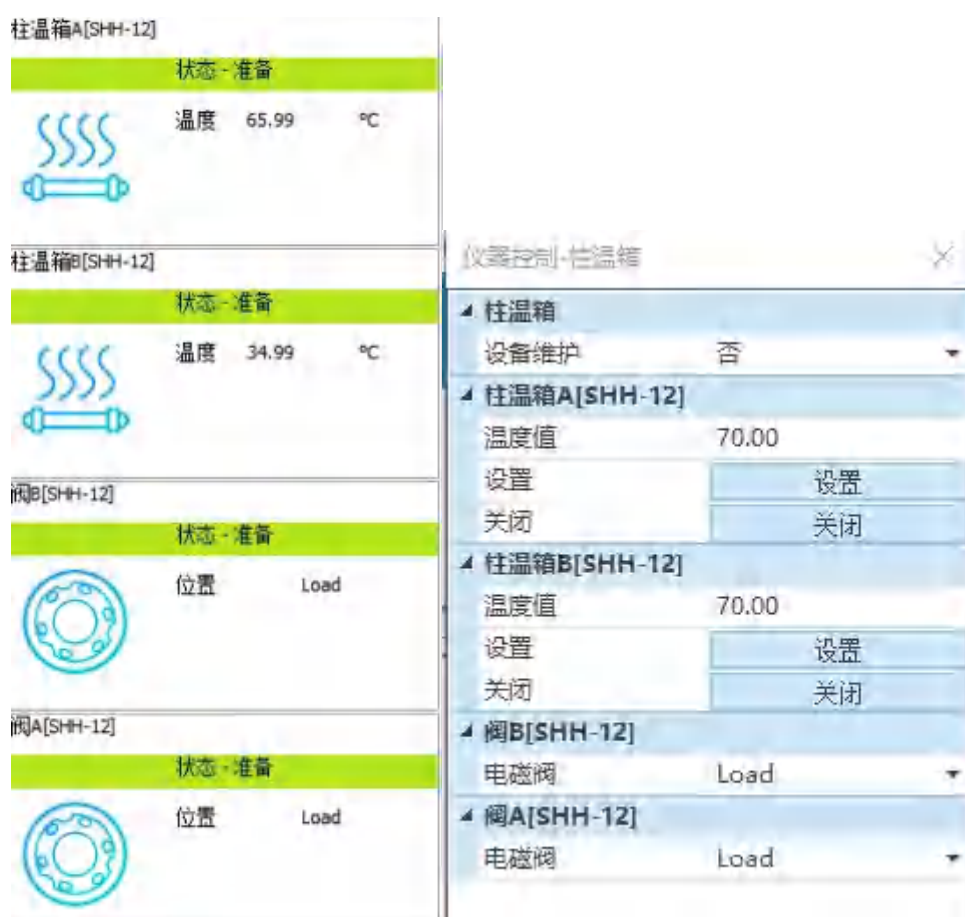 柱温箱A[SHH-12]
状态-准备
温度 65.99 ℃
柱温箱B[SHH-12]
状态-准备
温度 34.99 ℃
阀B[SHH-12]
状态-准备
位置 Load
阀A[SHH-12]
状态-准备
位置 Load
仪器控制-柱温箱
柱温箱
设备维护 否
柱温箱A[SHH-12]
温度值 70.00
设置 设置
关闭 关闭
柱温箱B[SHH-12]
温度值 70.00
设置 设置
关闭 关闭
阀B[SHH-12]
电磁阀 Load
阀A[SHH-12]
电磁阀 Load